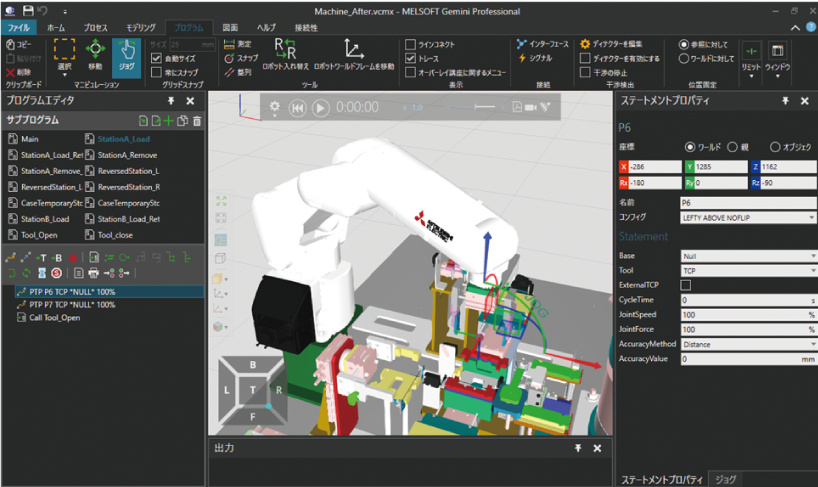 Machine_After.vcmx - MELSOFT Gemini Professional
ファイル ホーム プロセス モデリング プログラム 図面 ヘルプ 接続性
コピー
貼り付け
削除
クリップボード
選択 移動 ジョグ
マニピュレーション
サイズ 25 mm
自動サイズ
常にスナップ
グリッドスナップ
測定
スナップ
整列
ロボット入れ替え ロボットワールドフレームを移動
ツール
ラインコネクト
トレース
オーバーレイ講座に関するメニュー
表示
インターフェース
シグナル
接続
ディテクターを編集
ディテクターを有効にする
干渉の停止
干渉検出
参照に対して
ワールドに対して
位置固定
リミット ウィンドウ
プログラムエディタ
サブプログラム
Main StationA_Load
StationA_Load_Ret StationA_Remove
StationA_Remove_ ReversedStation_L
ReversedStation_L ReversedStation_R
CaseTemporaryStc CaseTemporaryStc
StationB_Load StationB_Load_Ret
Tool_Open Tool_close
PTP P6 TCP *NULL* 100%
PTP P7 TCP *NULL* 100%
Call Tool_Open
0:00:00 1.0
MITSUBISHI
JOG
B
L T R
F
出力
ステートメントプロパティ
P6
座標 ワールド 親 オブジェク
X -286 Y 1285 Z 1162
Rx -180 Ry 0 Rz -90
名前 P6
コンフィグ LEFTY ABOVE NOFLIP
Statement
Base Null
Tool TCP
ExternalTCP
CycleTime 0 s
JointSpeed 100 %
JointForce 100 %
AccuracyMethod Distance
AccuracyValue 0 mm
ステートメントプロパティ ジョグ